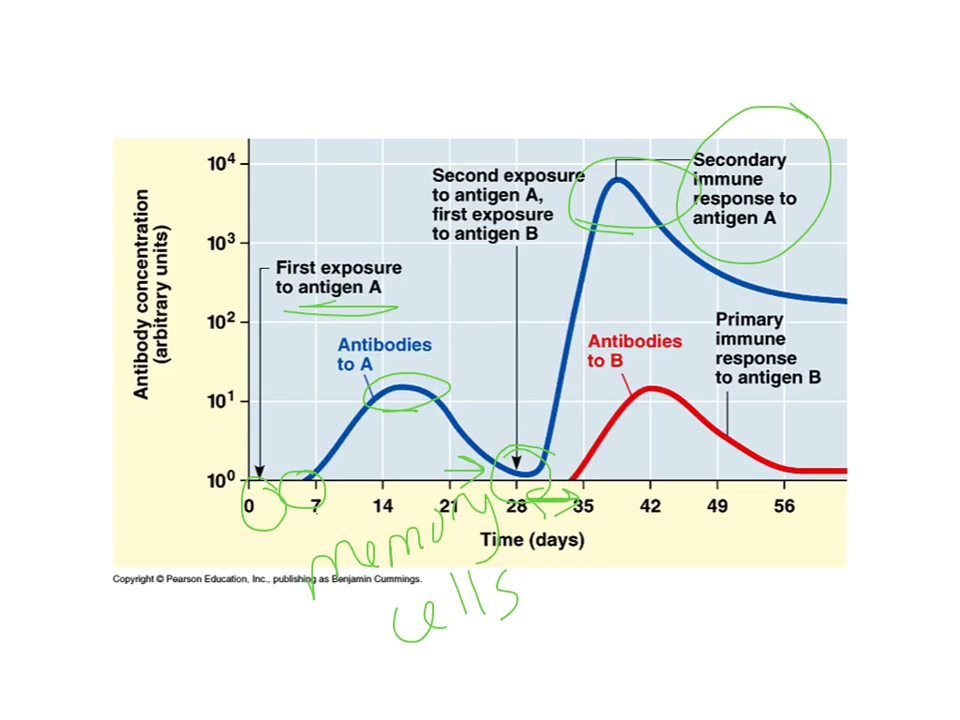 10⁴
Secondary
immune
response to
antigen A
Second exposure
to antigen A,
first exposure
to antigen B
10³
First exposure
to antigen A
Antibody concentration
(arbitrary units)
10²
Primary
immune
response
to antigen B
Antibodies
to A
Antibodies
to B
10¹
10⁰
0 7 14 21 28 35 42 49 56
Time (days)
memory
cells
Copyright © Pearson Education, Inc., publishing as Benjamin Cummings.